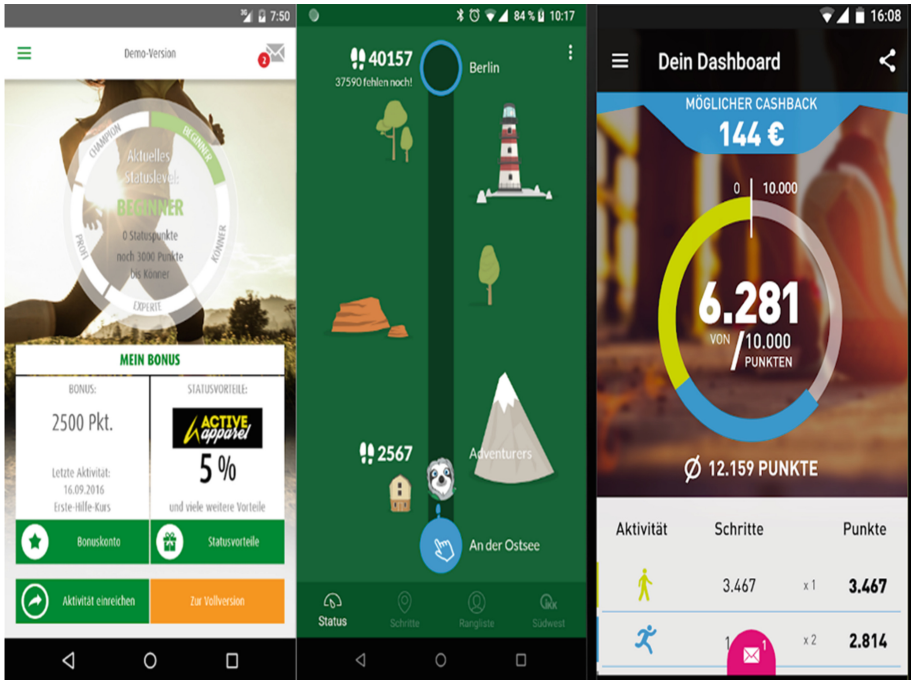 3G 7:50
Demo-Version
2
CHAMPION
BEGINNER
KÖNNER
EXPERTE
PROFI
Aktuelles
Statuslevel:
BEGINNER
0 Statuspunkte
noch 3000 Punkte
bis Könner
MEIN BONUS
BONUS:
2500 Pkt.
Letzte Aktivität:
16.09.2016
Erste-Hilfe-Kurs
STATUSVORTEILE:
ACTIVE
apparel
5 %
und viele weitere Vorteile
Bonuskonto
Statusvorteile
Aktivität einreichen
Zur Vollversion
84 % 10:17
40157
37590 fehlen noch!
Berlin
2567
Adventurers
An der Ostsee
Status
Schritte
Rangliste
Südwest
16:08
Dein Dashboard
MÖGLICHER CASHBACK
144 €
0 10.000
6.281
VON / 10.000
PUNKTEN
Ø 12.159 PUNKTE
Aktivität Schritte Punkte
3.467 x 1 3.467
1 x 2 2.814
1